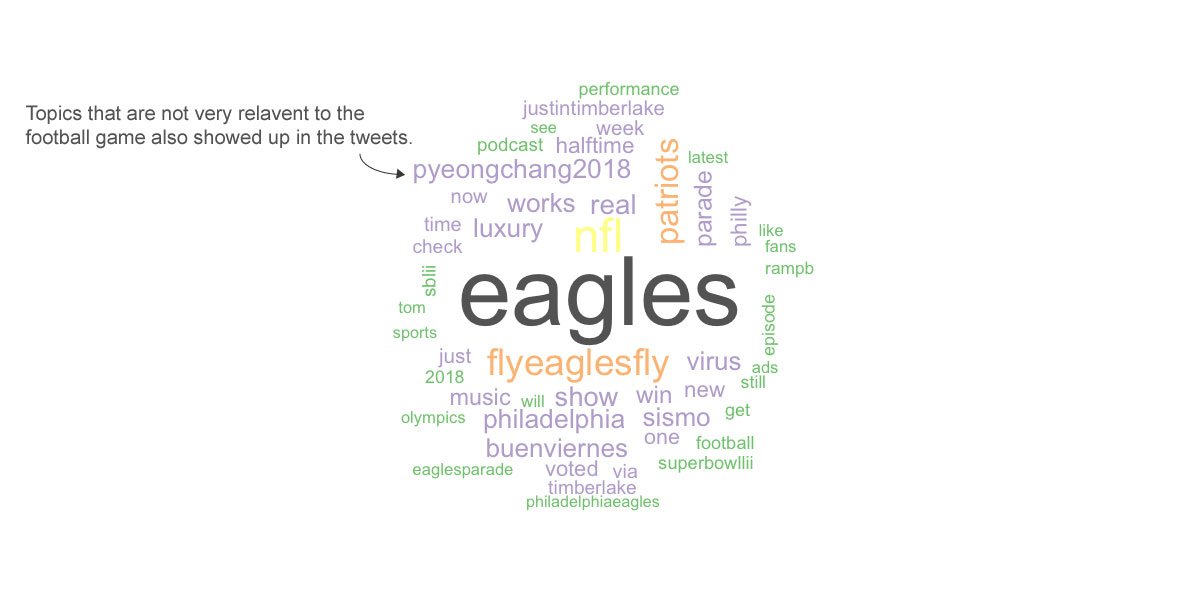 Topics that are not very relavent to the
football game also showed up in the tweets.
performance
justintimberlake
see week
podcast halftime
patriots
latest
pyeongchang2018
parade
philly
now works real
time luxury nfl
like
check
fans
sblii
eagles
rampb
tom
episode
sports
just flyeaglesfly virus
2018
ads
still
music will show win new
olympics philadelphia sismo get
buenviernes one football
eaglesparade voted via superbowllii
timberlake
philadelphiaeagles